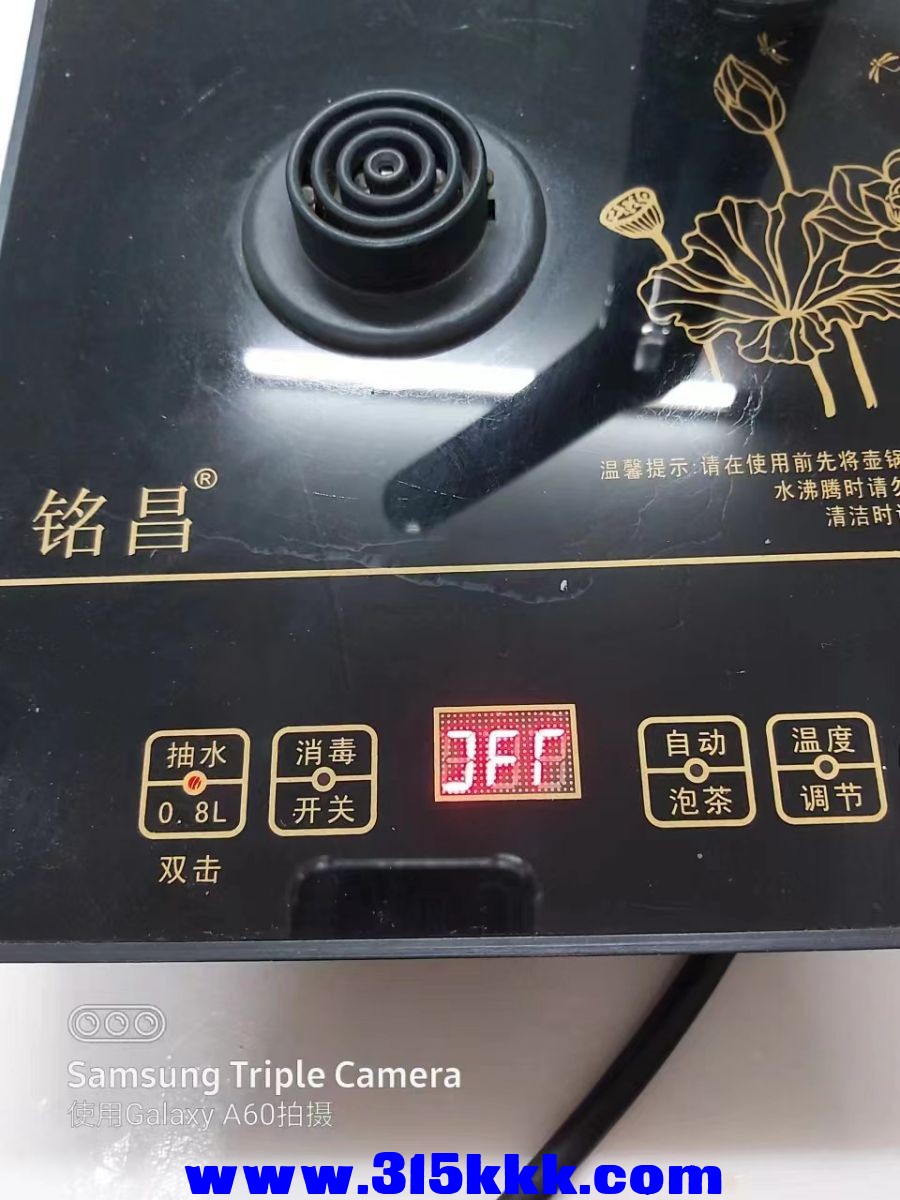 铭昌®
温馨提示:请在使用前先将壶锅
水沸腾时请勿
清洁时
抽水
0.8L
双击
消毒
开关
自动
泡茶
温度
调节
Samsung Triple Camera
使用Galaxy A60拍摄
www.315kkk.com